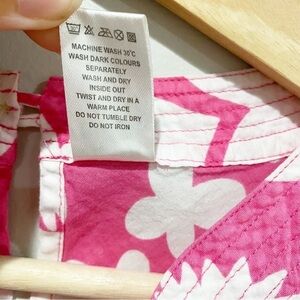 MACHINE WASH 30°C
WASH DARK COLOURS
SEPARATELY
WASH AND DRY
INSIDE OUT
TWIST AND DRY IN A
WARM PLACE
DO NOT TUMBLE DRY
DO NOT IRON